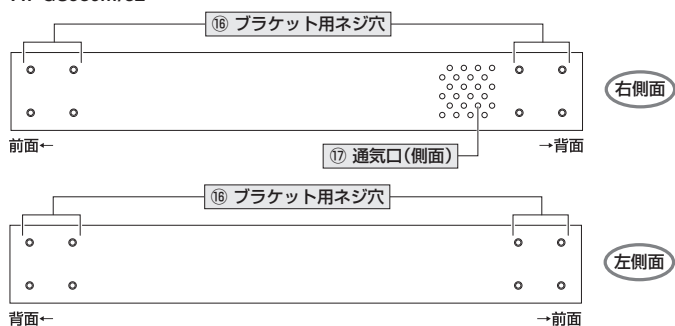 ⑯ ブラケット用ネジ穴
右側面
前面←
→背面
⑰ 通気口(側面)
⑯ ブラケット用ネジ穴
左側面
背面←
→前面